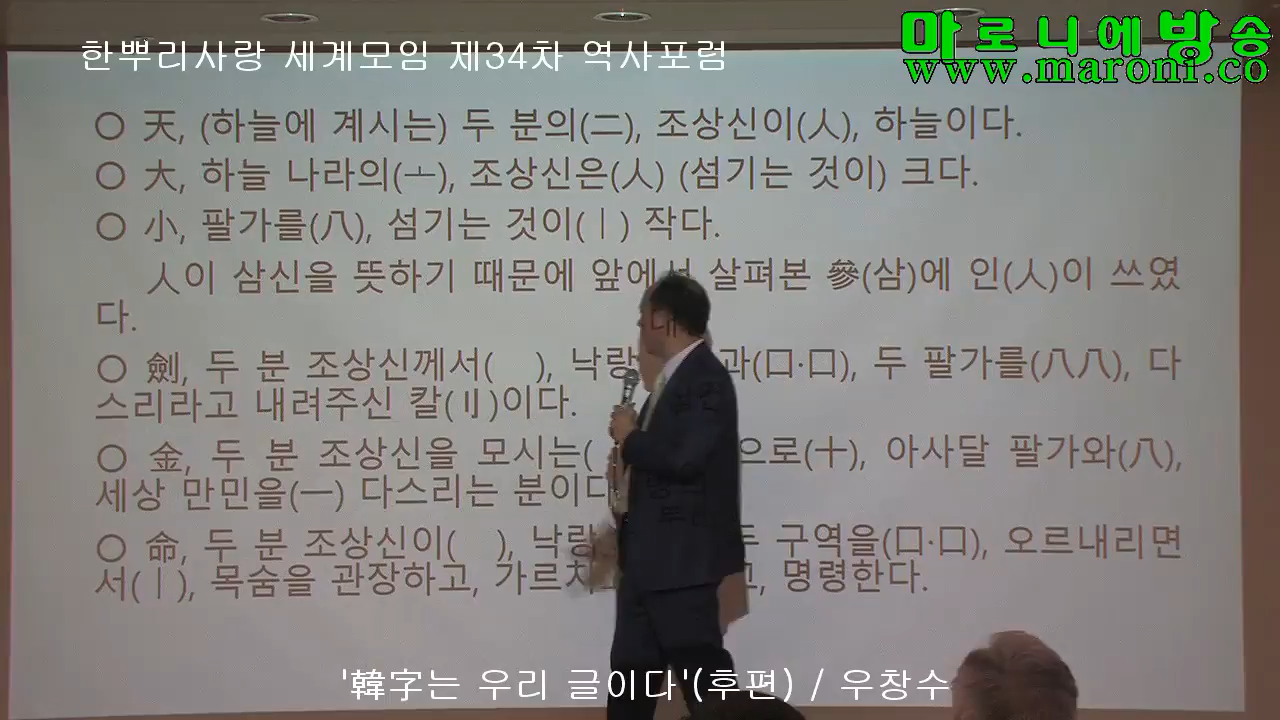 마로니에방송
www.maroni.co
한뿌리사랑 세계모임 제34차 역사포럼
○ 天, (하늘에 계시는) 두 분의(二), 조상신이(人), 하늘이다.
○ 大, 하늘 나라의(ㅗ), 조상신은(人) (섬기는 것이) 크다.
○ 小, 팔가를(八), 섬기는 것이(ㅣ) 작다.
人이 삼신을 뜻하기 때문에 앞에서 살펴본 參(삼)에 인(人)이 쓰였
다.
○ 劍, 두 분 조상신께서( ), 낙랑 과(口·口), 두 팔가를(八八), 다
스리라고 내려주신 칼(刂)이다.
○ 金, 두 분 조상신을 모시는( 으로(十), 아사달 팔가와(八),
세상 만민을(一) 다스리는 분이다
○ 命, 두 분 조상신이( ), 낙랑 두 구역을(口·口), 오르내리면
서(ㅣ), 목숨을 관장하고, 가르치고 명령한다.
'韓字는 우리 글이다'(후편) / 우창수